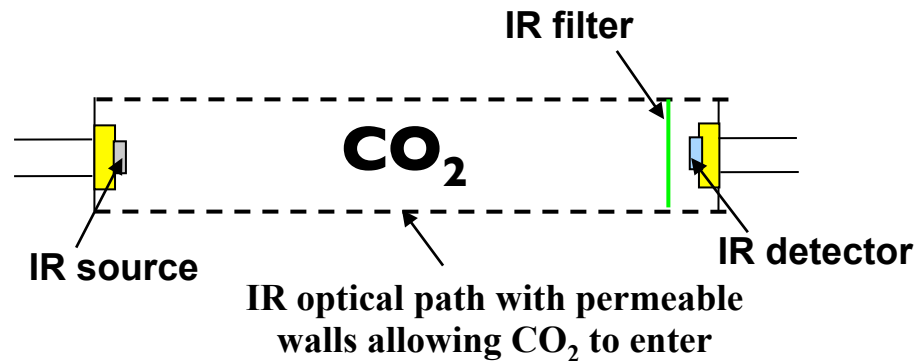 IR filter
CO₂
IR source
IR detector
IR optical path with permeable
walls allowing CO₂ to enter